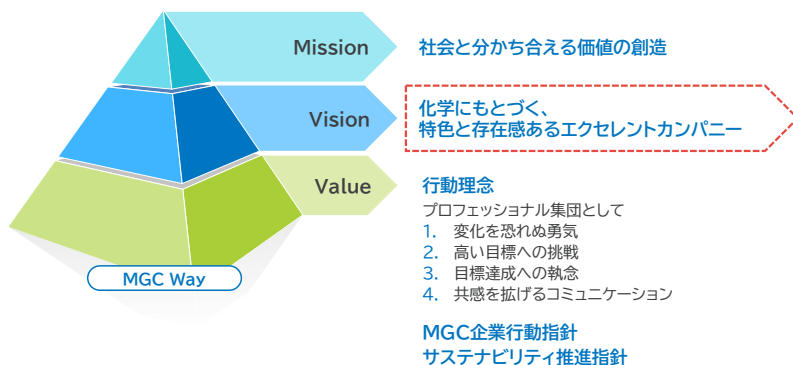 Mission
社会と分かち合える価値の創造
Vision
化学にもとづく、
特色と存在感あるエクセレントカンパニー
Value
行動理念
プロフェッショナル集団として
1. 変化を恐れぬ勇気
2. 高い目標への挑戦
3. 目標達成への執念
4. 共感を拡げるコミュニケーション
MGC企業行動指針
サステナビリティ推進指針
MGC Way